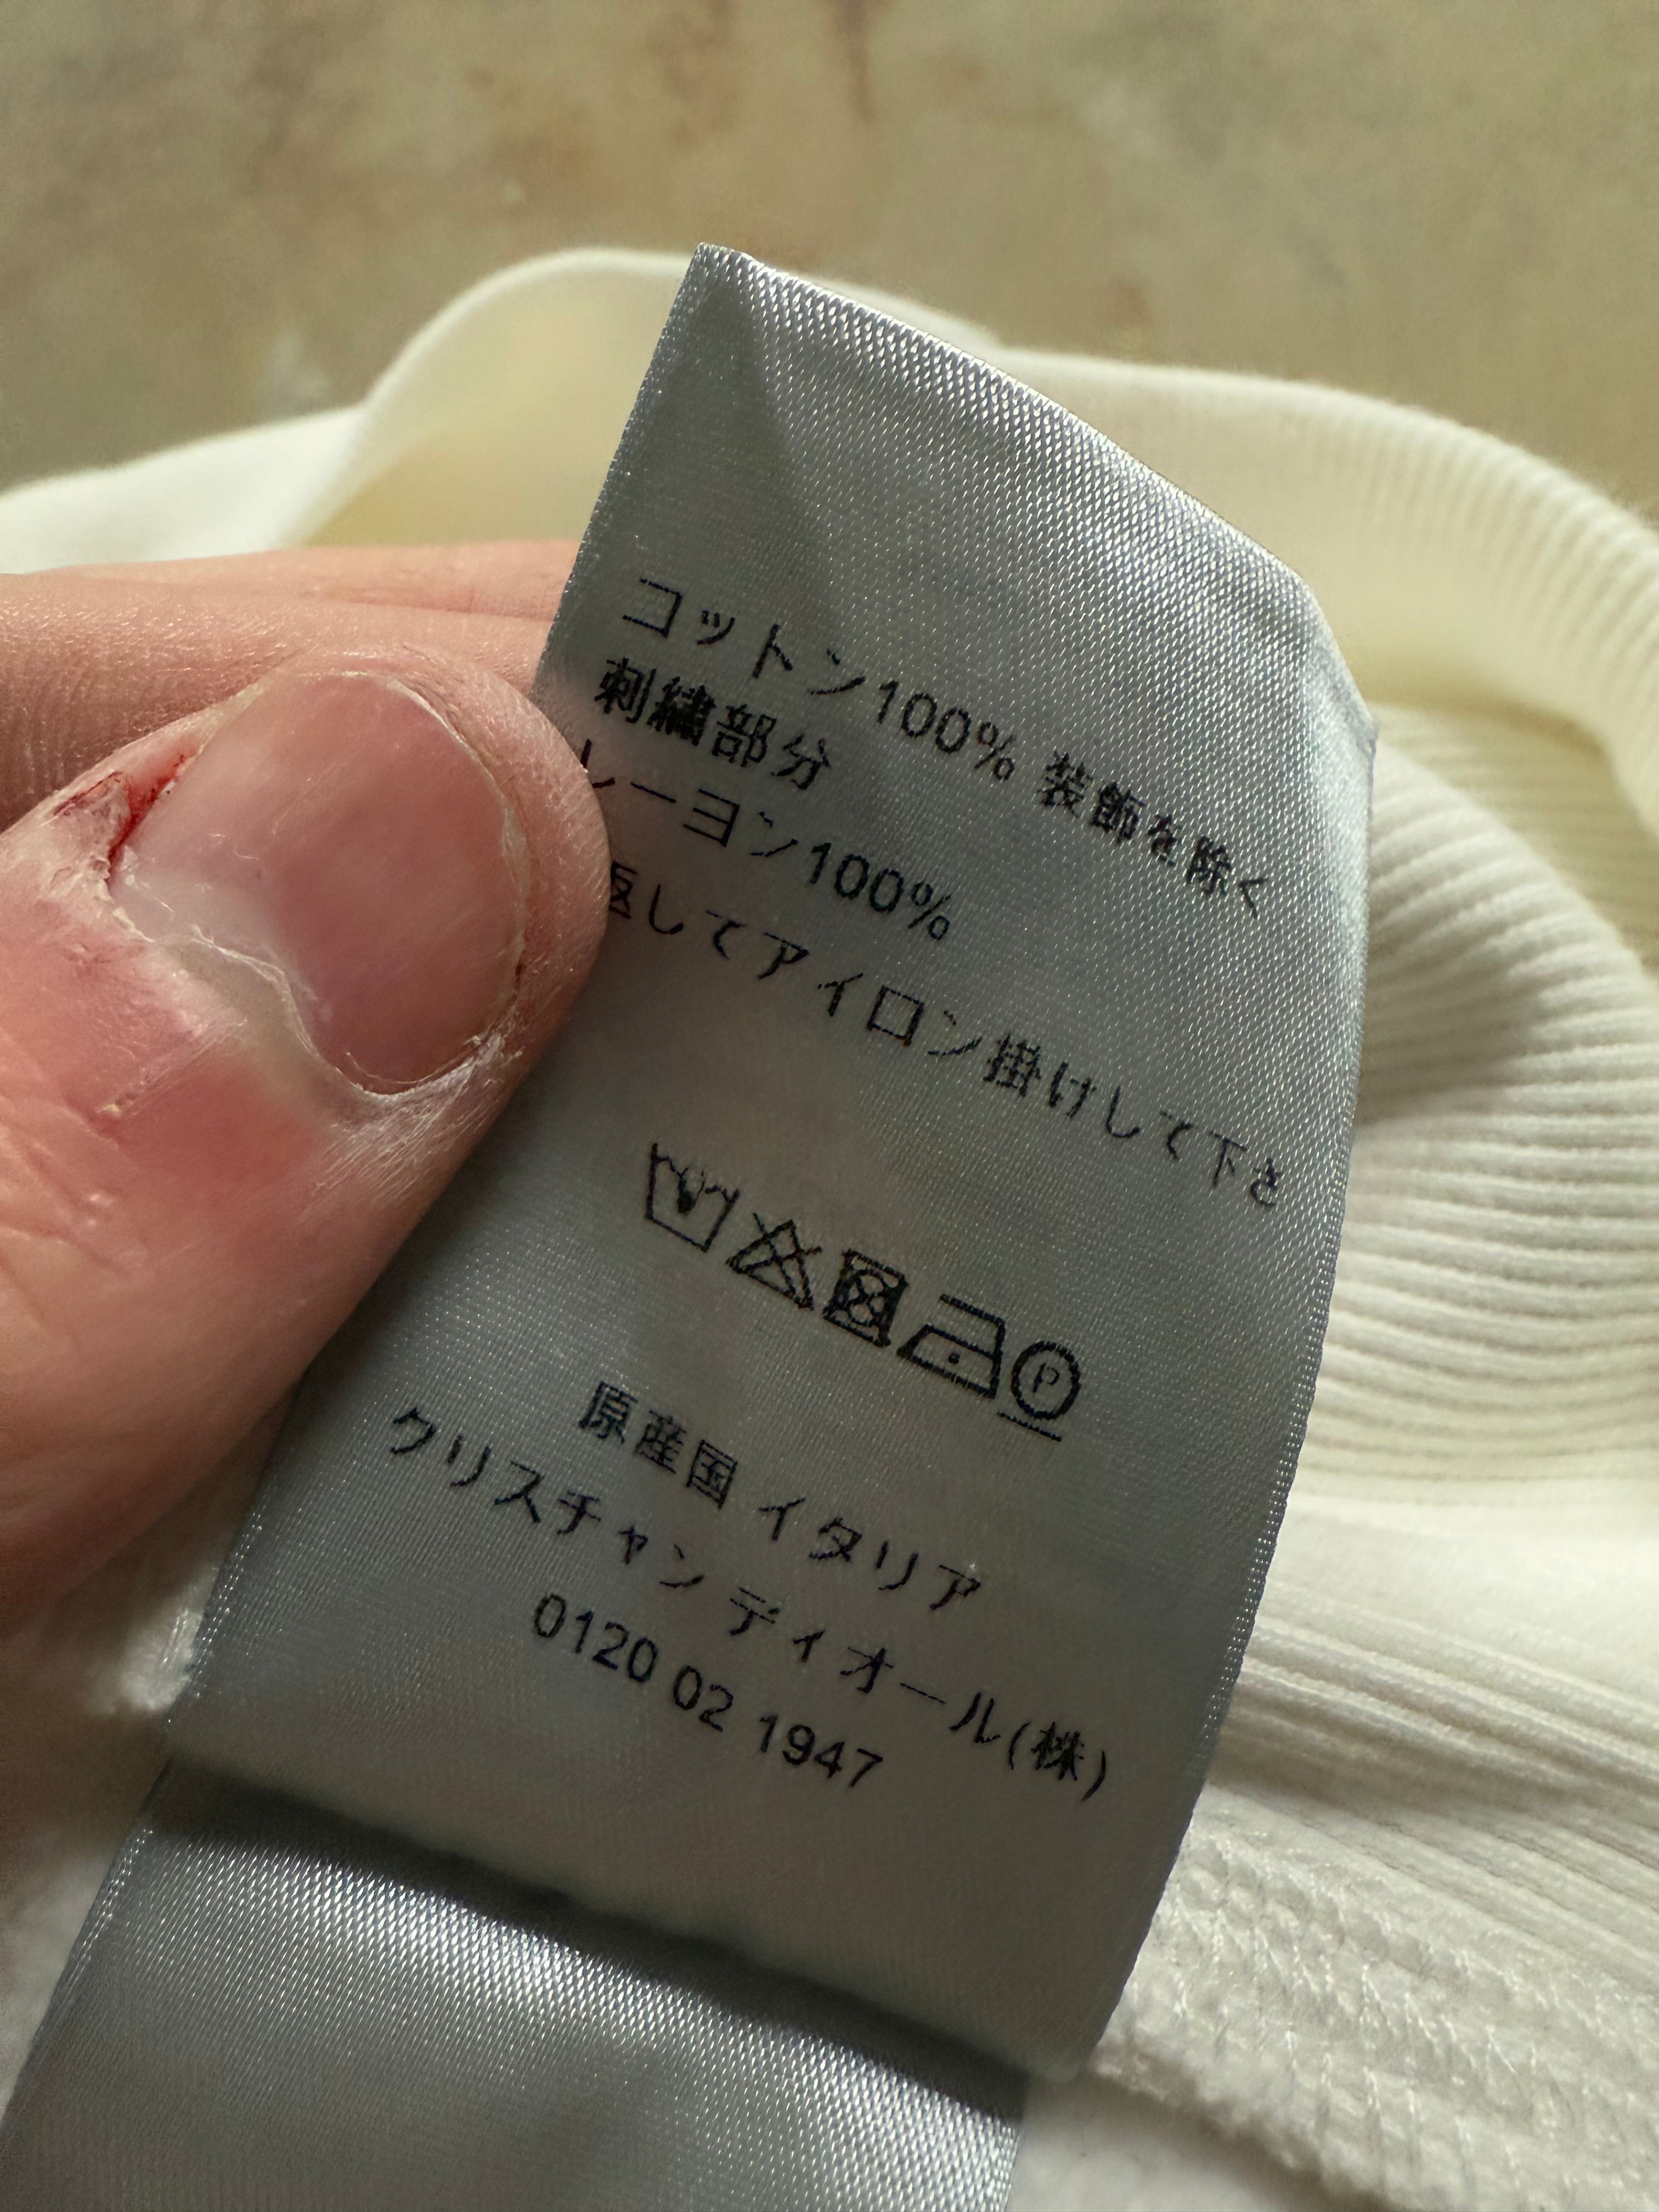 コットン100% 装飾を除く
刺繍部分
レーヨン100%
返してアイロン掛けして下さ
P
原産国 イタリア
クリスチャン ディオール(株)
0120 02 1947